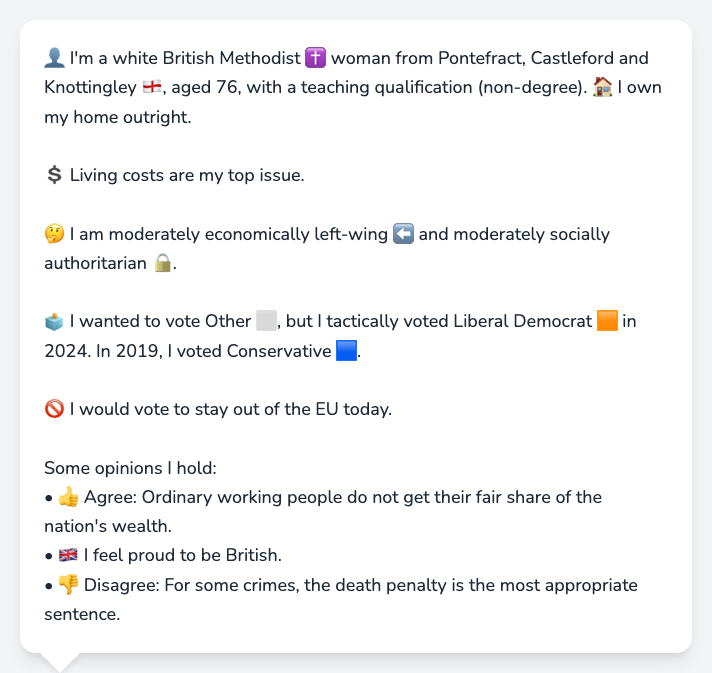 👤 I'm a white British Methodist ✝️ woman from Pontefract, Castleford and
Knottingley 🏴󠁧󠁢󠁥󠁮󠁧󠁿, aged 76, with a teaching qualification (non-degree). 🏠 I own
my home outright.
💲 Living costs are my top issue.
🤔 I am moderately economically left-wing ⬅️ and moderately socially
authoritarian 🔒.
🗳️ I wanted to vote Other ⬜, but I tactically voted Liberal Democrat 🟧 in
2024. In 2019, I voted Conservative 🟦.
🚫 I would vote to stay out of the EU today.
Some opinions I hold:
• 👍 Agree: Ordinary working people do not get their fair share of the
nation's wealth.
• 🇬🇧 I feel proud to be British.
• 👎 Disagree: For some crimes, the death penalty is the most appropriate
sentence.